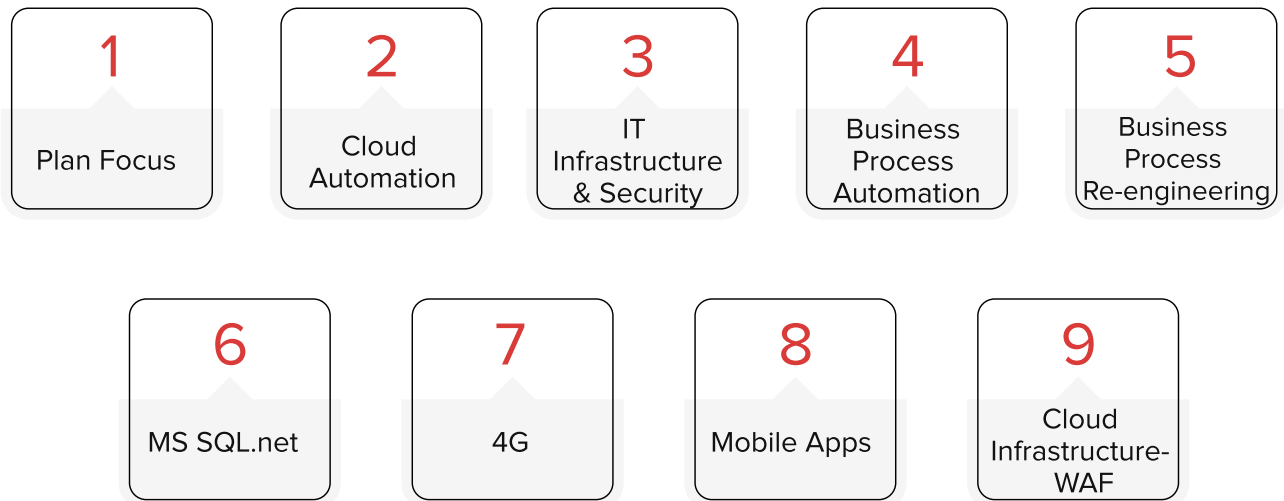 1
Plan Focus
2
Cloud
Automation
3
IT
Infrastructure
& Security
4
Business
Process
Automation
5
Business
Process
Re-engineering
6
MS SQL.net
7
4G
8
Mobile Apps
9
Cloud
Infrastructure-
WAF